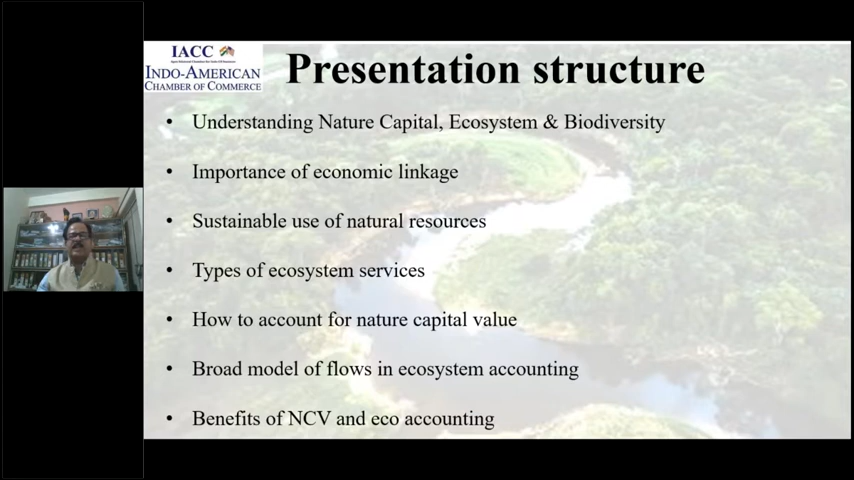 IACC
INDO-AMERICAN
CHAMBER OF COMMERCE
Presentation structure
• Understanding Nature Capital, Ecosystem & Biodiversity
• Importance of economic linkage
• Sustainable use of natural resources
• Types of ecosystem services
• How to account for nature capital value
• Broad model of flows in ecosystem accounting
• Benefits of NCV and eco accounting